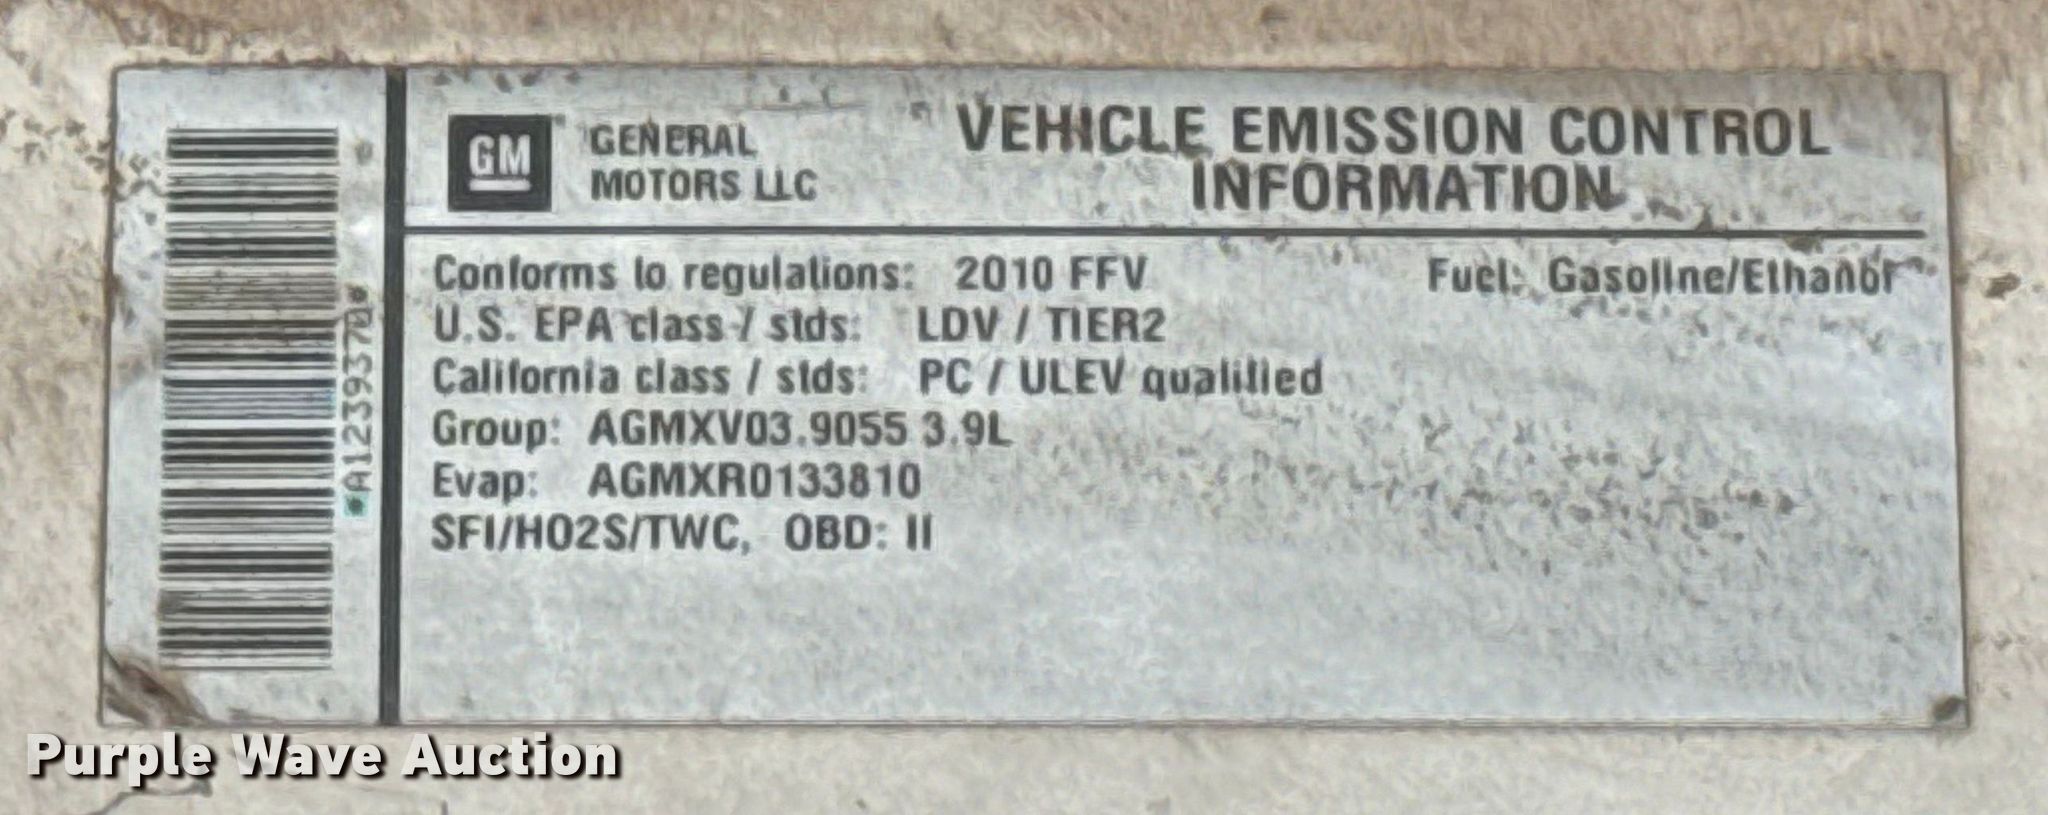 *A1239370*
GM
GENERAL
MOTORS LLC
VEHICLE EMISSION CONTROL
INFORMATION
Conforms to regulations: 2010 FFV
Fuel: Gasoline/Ethanol
U.S. EPA class / stds: LDV / TIER2
California class / stds: PC / ULEV qualified
Group: AGMXV03.9055 3.9L
Evap: AGMXR0133810
SFI/HO2S/TWC, OBD: II
Purple Wave Auction